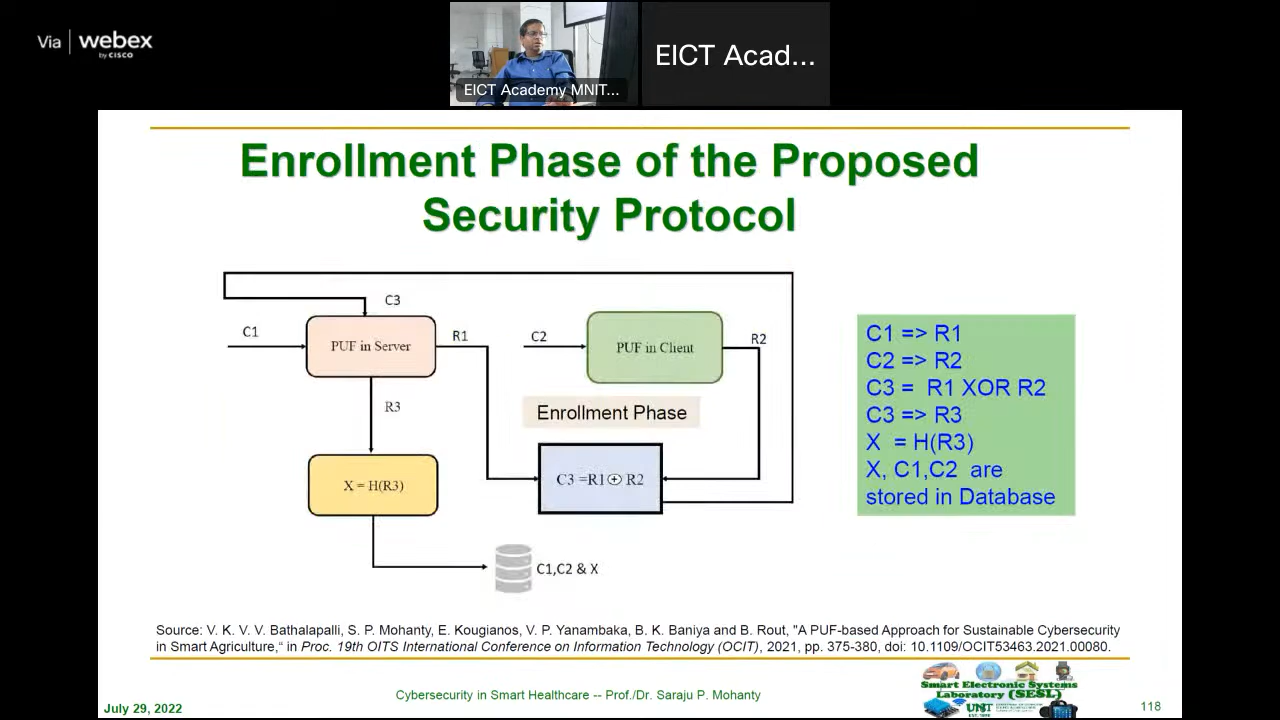 Via | webex
by CISCO
EICT Academy MNIT...
EICT Acad...
Enrollment Phase of the Proposed
Security Protocol
C3
C1
PUF in Server
R1
C2
PUF in Client
R2
R3
Enrollment Phase
X = H(R3)
C3 =R1⊕ R2
C1,C2 & X
C1 => R1
C2 => R2
C3 = R1 XOR R2
C3 => R3
X = H(R3)
X, C1,C2 are
stored in Database
Source: V. K. V. V. Bathalapalli, S. P. Mohanty, E. Kougianos, V. P. Yanambaka, B. K. Baniya and B. Rout, "A PUF-based Approach for Sustainable Cybersecurity
in Smart Agriculture,“ in Proc. 19th OITS International Conference on Information Technology (OCIT), 2021, pp. 375-380, doi: 10.1109/OCIT53463.2021.00080.
July 29, 2022
Cybersecurity in Smart Healthcare -- Prof./Dr. Saraju P. Mohanty
Smart Electronic Systems
Laboratory (SESL)
UNT
118